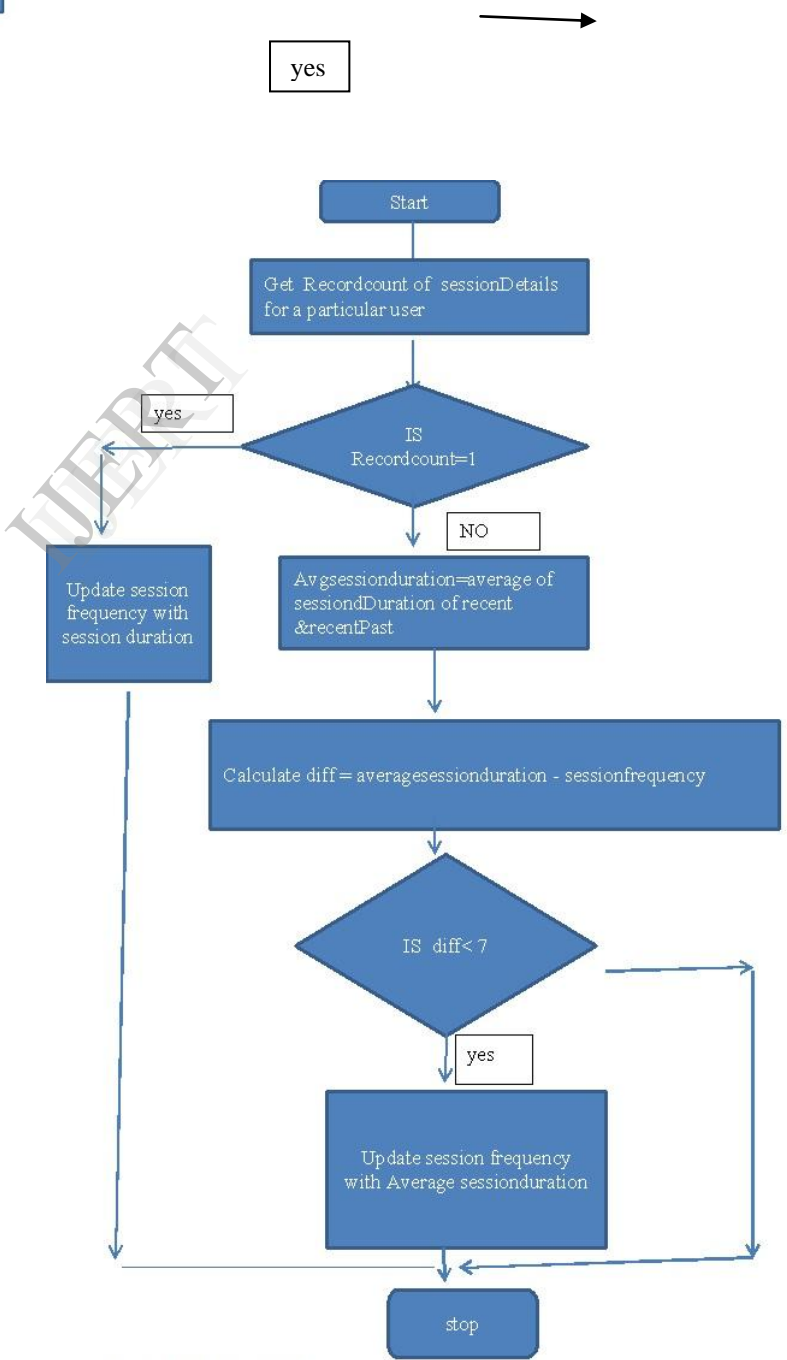 yes
Start
Get Recordcount of sessionDetails
for a particular user
yes
IS
Recordcount=1
NO
Update session
frequency with
session duration
Avgsessionduration=average of
sessiondDuration of recent
&recentPast
Calculate diff = averagesessionduration - sessionfrequency
IS diff< 7
yes
Update session frequency
with Average sessionduration
stop
IJERT